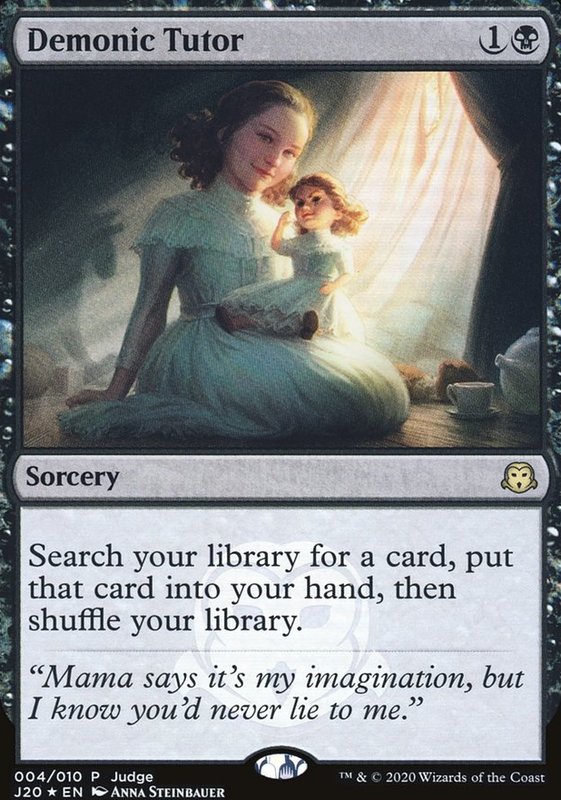 Demonic Tutor 1
Sorcery
Search your library for a card, put
that card into your hand, then
shuffle your library.
“Mama says it’s my imagination, but
I know you’d never lie to me.”
004/010 P Judge
J20 ★ EN Anna Steinbauer
™ & © 2020 Wizards of the Coast